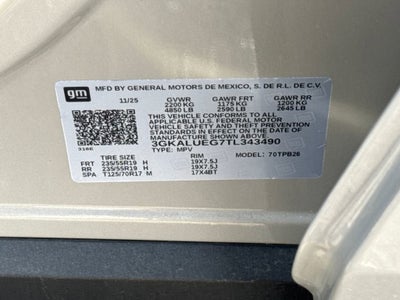 gm MFD BY GENERAL MOTORS DE MEXICO, S. DE R.L. DE C.V.
11/25 GVWR GAWR FRT GAWR RR
2200 KG 1175 KG 1200 KG
4850 LB 2590 LB 2645 LB
THIS VEHICLE CONFORMS TO ALL
APPLICABLE U.S. FEDERAL MOTOR
VEHICLE SAFETY AND THEFT PREVENTION
STANDARDS IN EFFECT ON THE DATE OF
MANUFACTURE SHOWN ABOVE
3GKALUEG7TL343490
TYPE: MPV
TIRE SIZE RIM MODEL: 70TPB26
FRT 235/55R19 H 19X7.5J
RR 235/55R19 H 19X7.5J
SPA T125/70R17 M 17X4BT